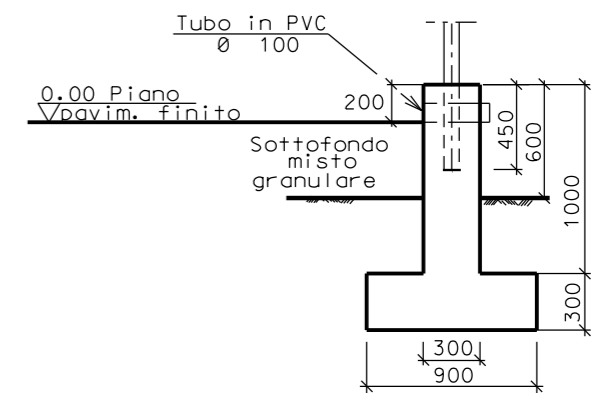 Tubo in PVC
Ø 100
0.00 Piano
pavim. finito
200
450
600
1000
Sottofondo
misto
granulare
300
300
900